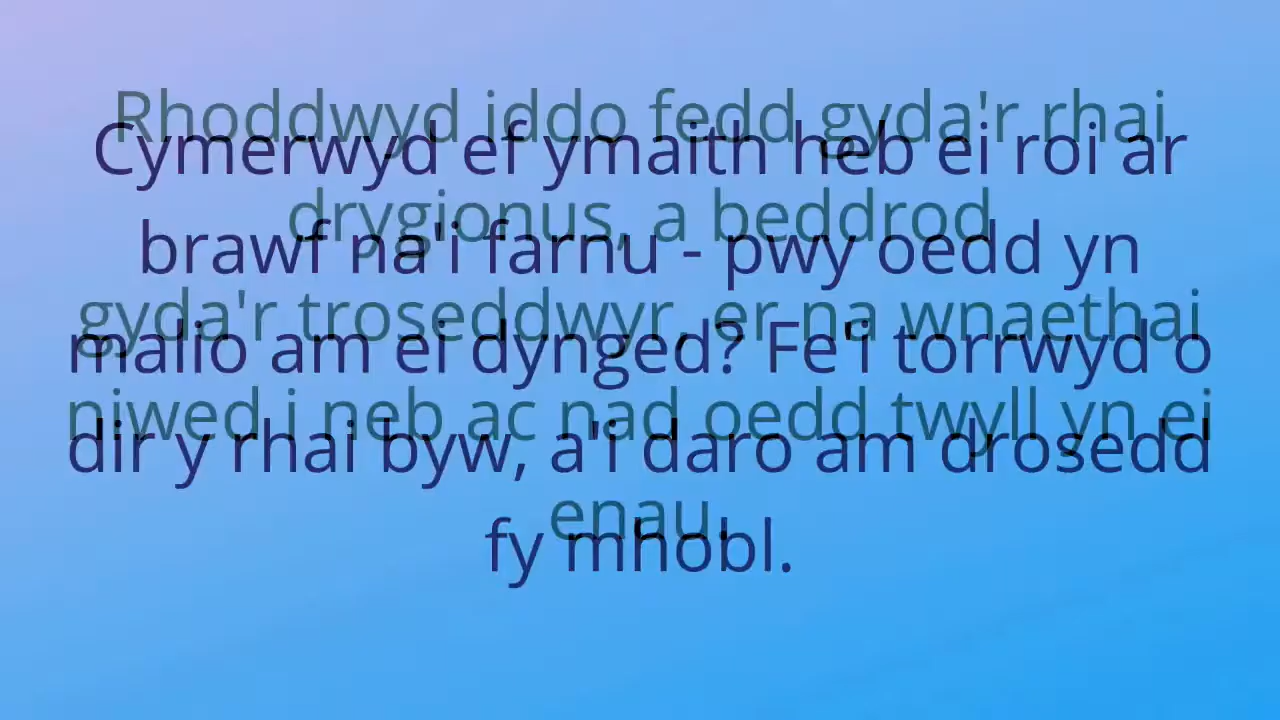 Rhoddwyd iddo fedd gyda'r rhai
drygionus, a beddrod
gyda'r troseddwyr, er na wnaethai
niwed i neb ac nad oedd twyll yn ei
enau.
Cymerwyd ef ymaith heb ei roi ar
brawf na'i farnu - pwy oedd yn
malio am ei dynged? Fe'i torrwyd o
dir y rhai byw, a'i daro am drosedd
fy mhobl.